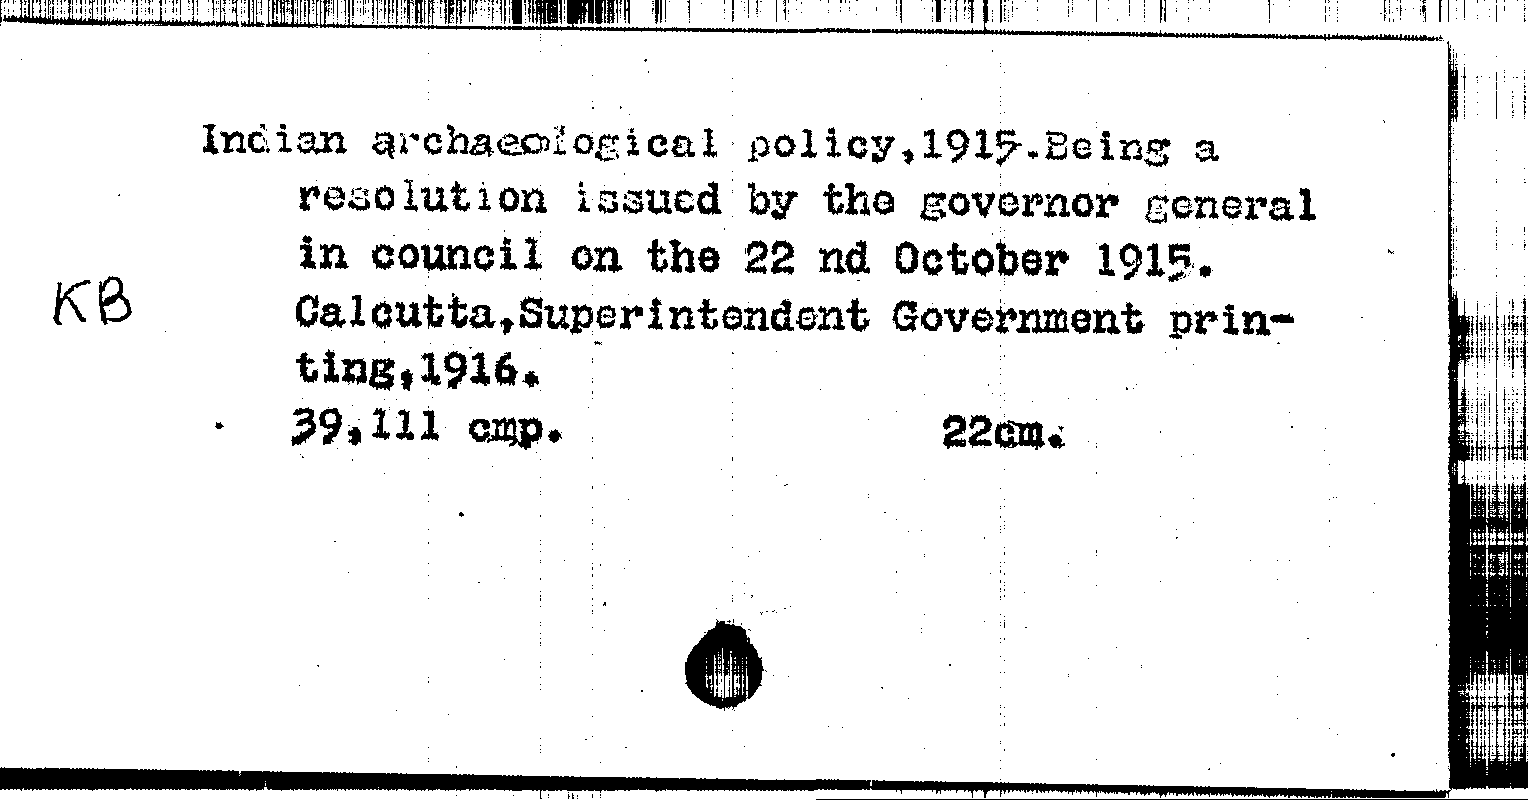 Indian archaeological policy,1915.Being a
resolution issued by the governor general
in council on the 22 nd October 1915.
KB
Calcutta,Superintendent Government prin-
ting,1916.
39,111 cmp.
22cm.